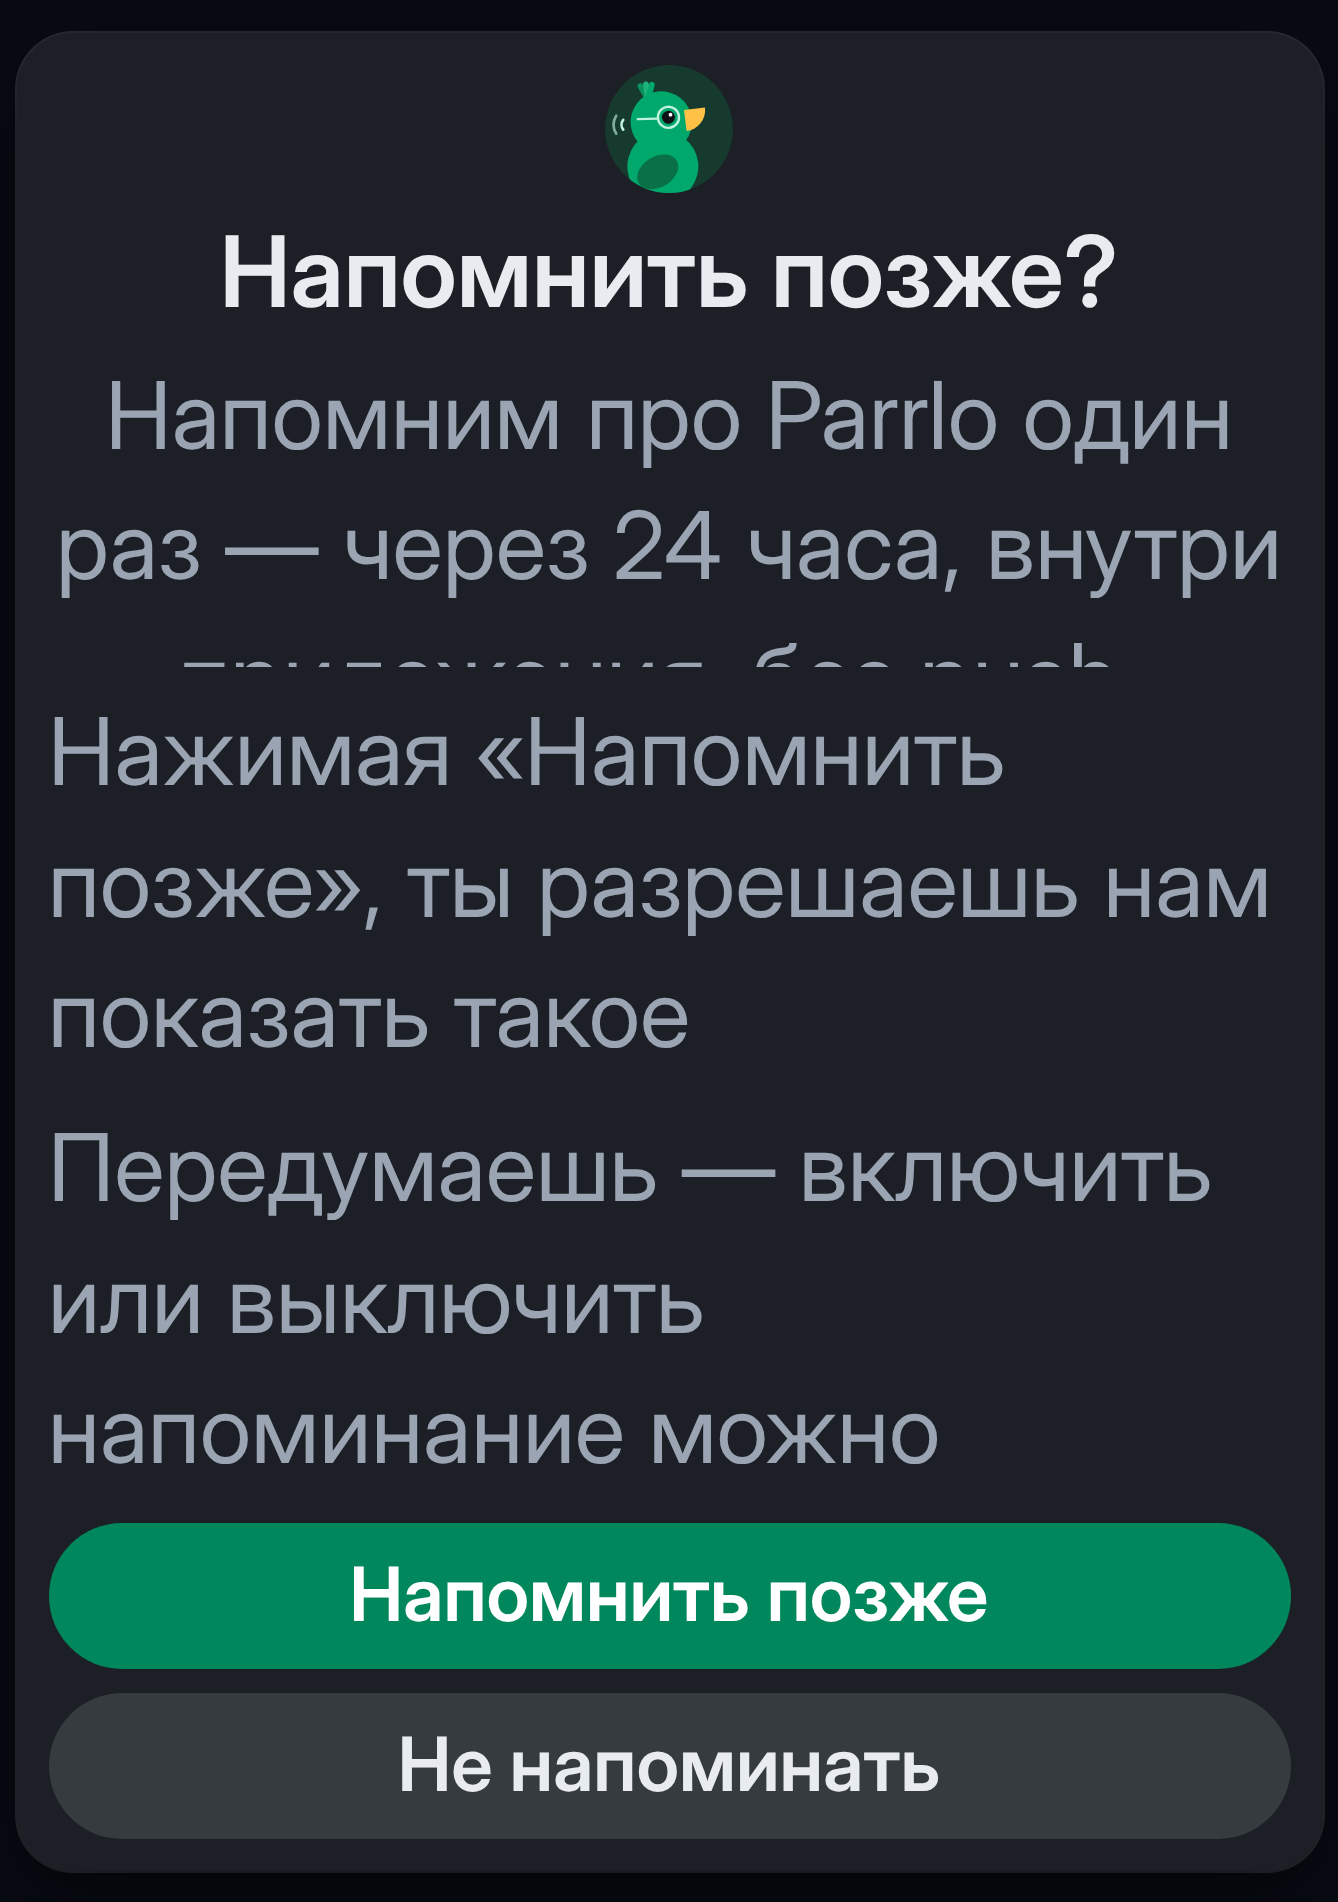 Напомнить позже?
Напомним про Parrlo один
раз — через 24 часа, внутри
Нажимая «Напомнить
позже», ты разрешаешь нам
показать такое
Передумаешь — включить
или выключить
напоминание можно
Напомнить позже
Не напоминать